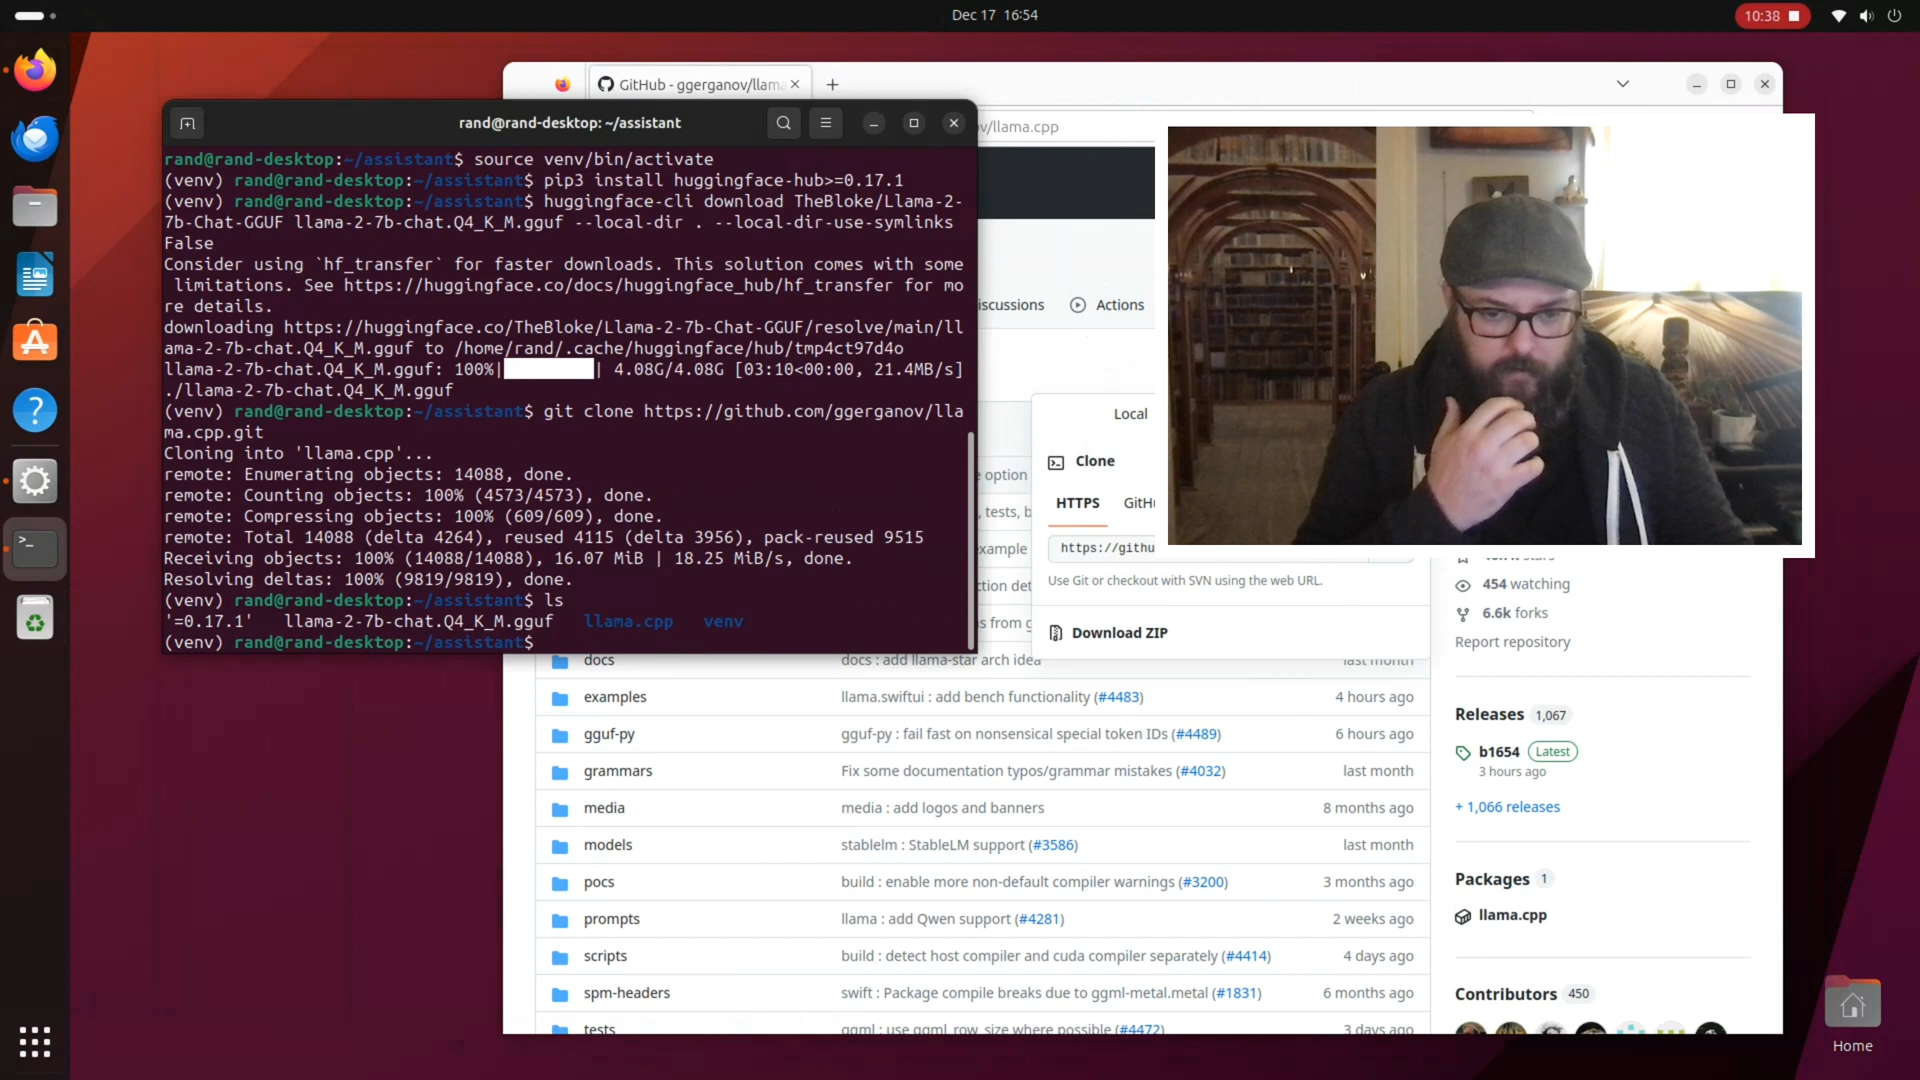 Dec 17 16:54
10:38
GitHub - ggerganov/llama
rand@rand-desktop: ~/assistant
ov/llama.cpp
rand@rand-desktop:~/assistant$ source venv/bin/activate
(venv) rand@rand-desktop:~/assistant$ pip3 install huggingface-hub>=0.17.1
(venv) rand@rand-desktop:~/assistant$ huggingface-cli download TheBloke/Llama-2-
7b-Chat-GGUF llama-2-7b-chat.Q4_K_M.gguf --local-dir . --local-dir-use-symlinks
False
Consider using `hf_transfer` for faster downloads. This solution comes with some
limitations. See https://huggingface.co/docs/huggingface_hub/hf_transfer for mo
re details.
downloading https://huggingface.co/TheBloke/Llama-2-7b-Chat-GGUF/resolve/main/ll
ama-2-7b-chat.Q4_K_M.gguf to /home/rand/.cache/huggingface/hub/tmp4ct97d4o
llama-2-7b-chat.Q4_K_M.gguf: 100%| | 4.08G/4.08G [03:10<00:00, 21.4MB/s]
./llama-2-7b-chat.Q4_K_M.gguf
(venv) rand@rand-desktop:~/assistant$ git clone https://github.com/ggerganov/lla
ma.cpp.git
Cloning into 'llama.cpp'...
remote: Enumerating objects: 14088, done.
remote: Counting objects: 100% (4573/4573), done.
remote: Compressing objects: 100% (609/609), done.
remote: Total 14088 (delta 4264), reused 4115 (delta 3956), pack-reused 9515
Receiving objects: 100% (14088/14088), 16.07 MiB | 18.25 MiB/s, done.
Resolving deltas: 100% (9819/9819), done.
(venv) rand@rand-desktop:~/assistant$ ls
'=0.17.1' llama-2-7b-chat.Q4_K_M.gguf llama.cpp venv
(venv) rand@rand-desktop:~/assistant$
iscussions Actions
Local
Clone
HTTPS GitH
https://githu
Use Git or checkout with SVN using the web URL.
Download ZIP
e option
, tests, b
example
ction det
s from g
docs docs : add llama-star arch idea last month
examples llama.swiftui : add bench functionality (#4483) 4 hours ago
gguf-py gguf-py : fail fast on nonsensical special token IDs (#4489) 6 hours ago
grammars Fix some documentation typos/grammar mistakes (#4032) last month
media media : add logos and banners 8 months ago
models stablelm : StableLM support (#3586) last month
pocs build : enable more non-default compiler warnings (#3200) 3 months ago
prompts llama : add Qwen support (#4281) 2 weeks ago
scripts build : detect host compiler and cuda compiler separately (#4414) 4 days ago
spm-headers swift : Package compile breaks due to ggml-metal.metal (#1831) 6 months ago
tests ggml : use ggml_row_size where possible (#4472) 3 days ago
stars
454 watching
6.6k forks
Report repository
Releases 1,067
b1654 Latest
3 hours ago
+ 1,066 releases
Packages 1
llama.cpp
Contributors 450
Home